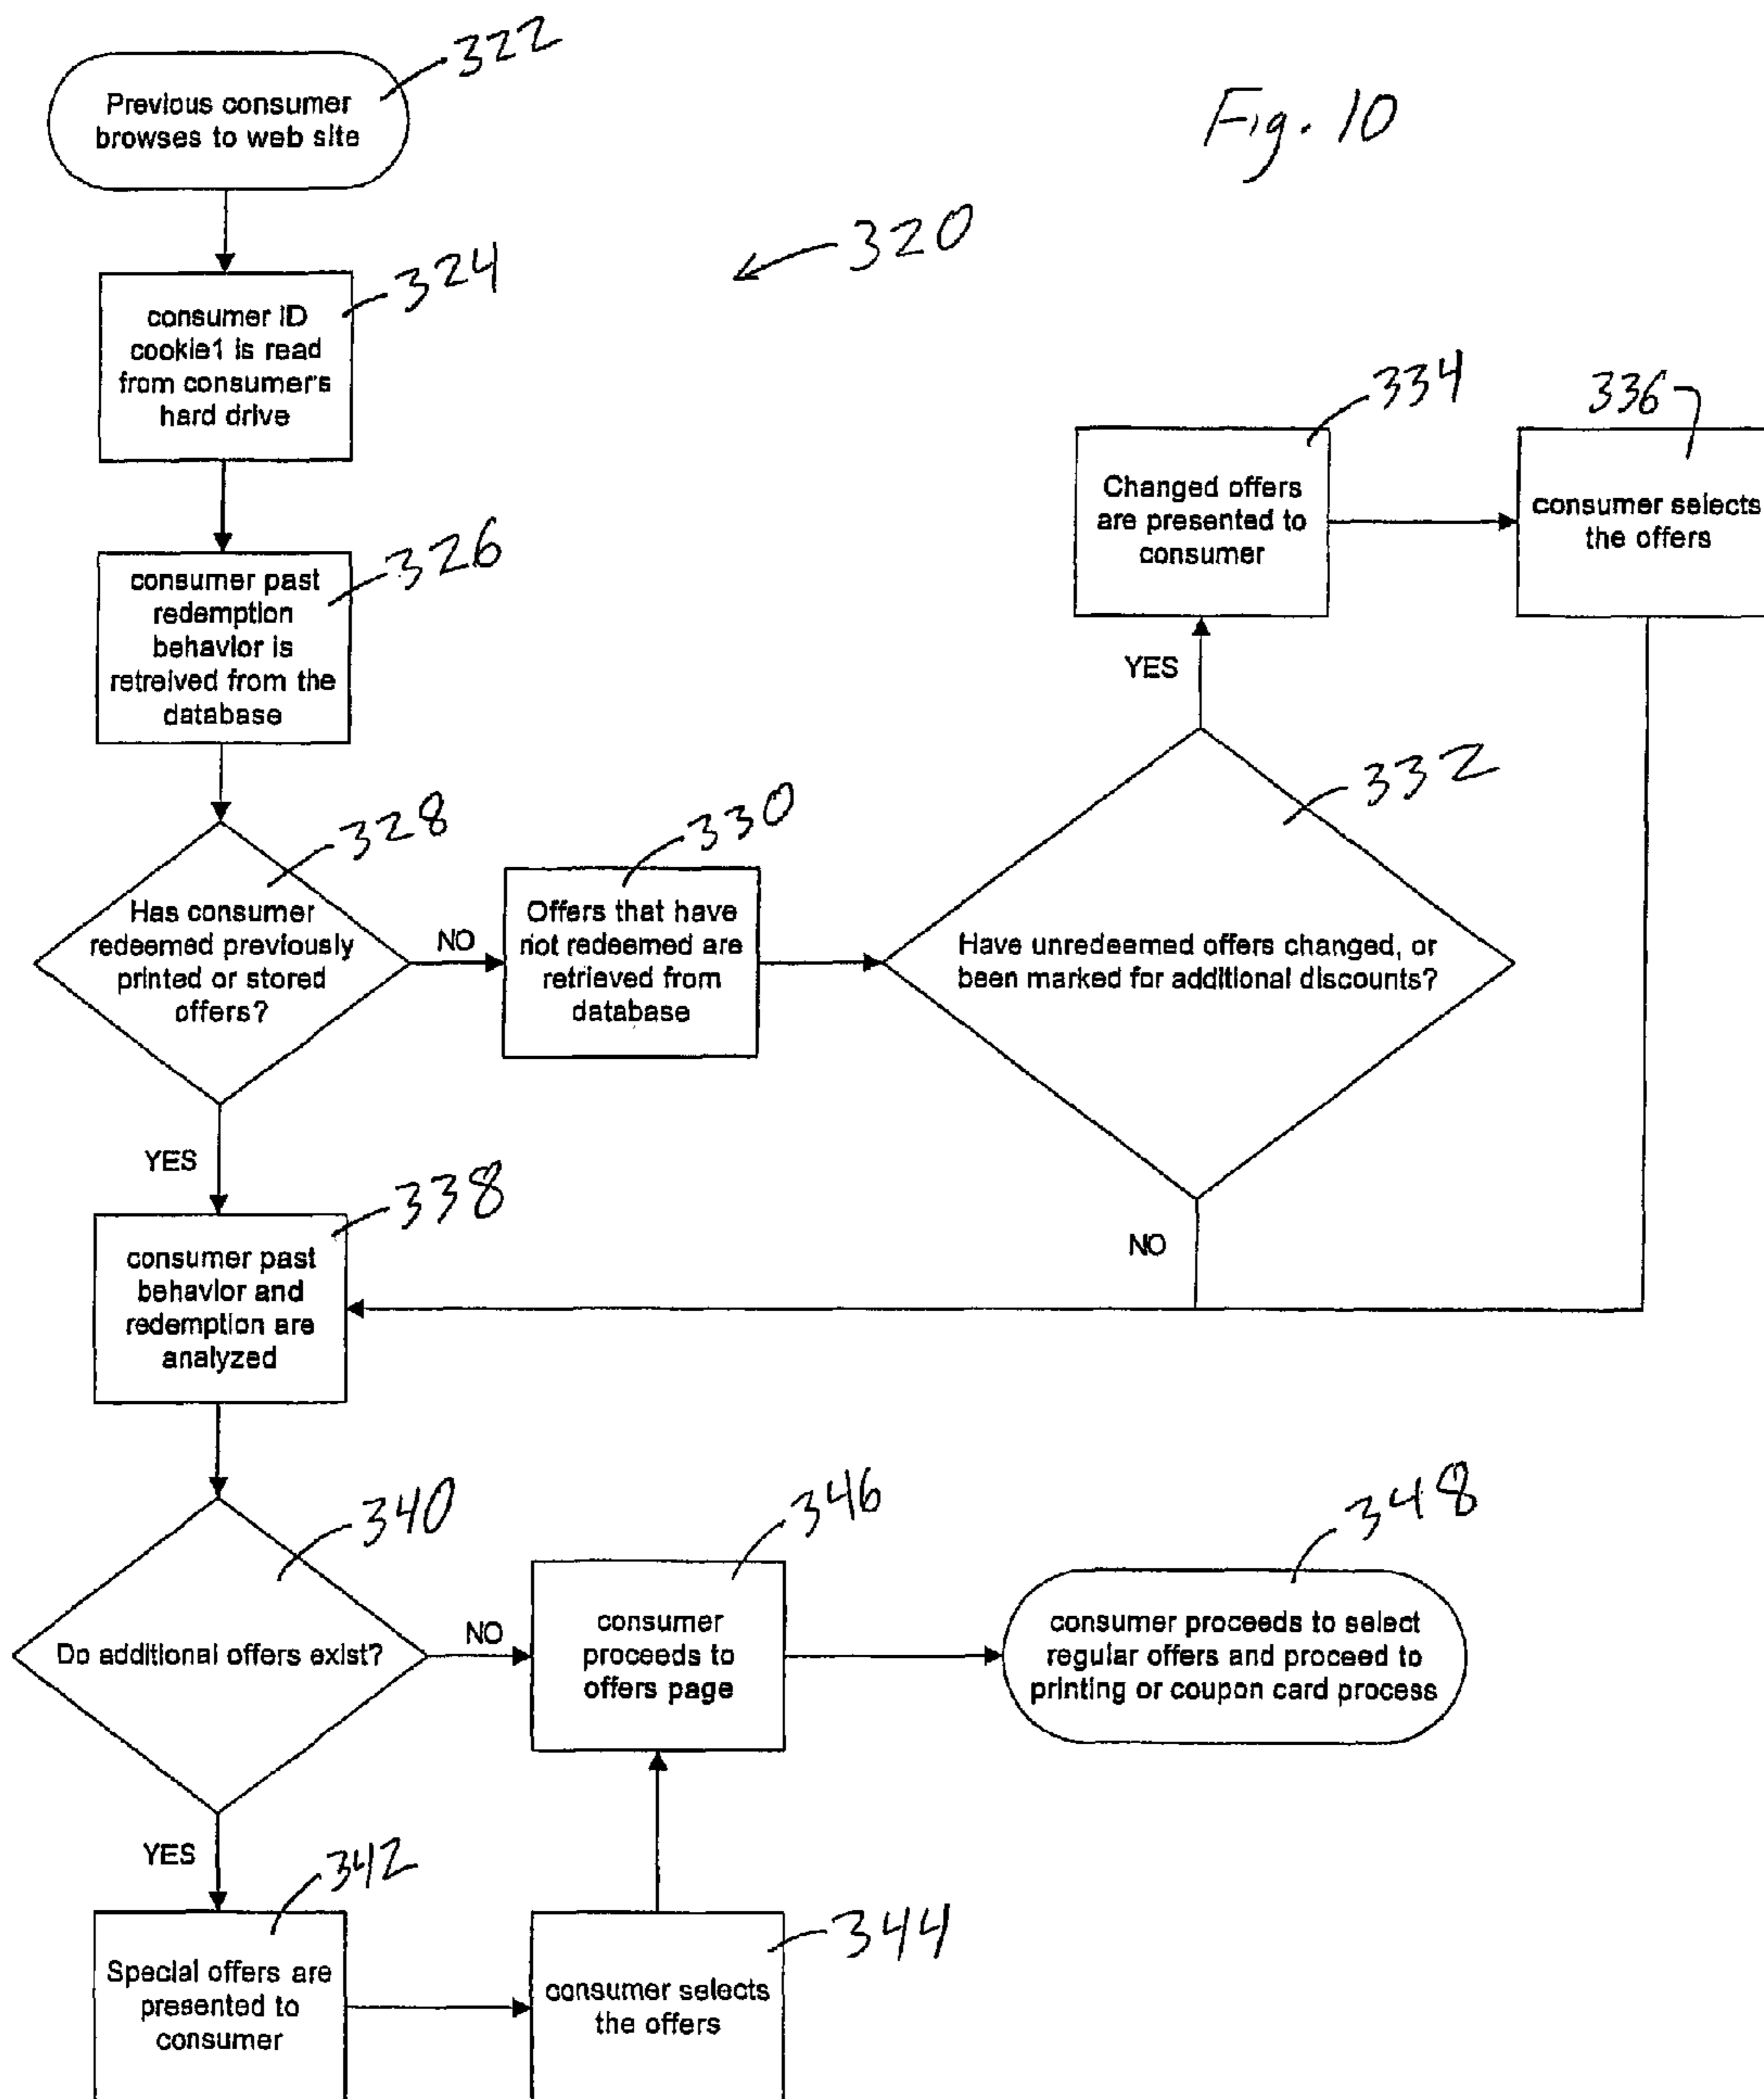 322
Previous consumer
browses to web site
Fig. 10
320
324
consumer ID
cookie1 is read
from consumer's
hard drive
334
336
Changed offers
are presented to
consumer
consumer selects
the offers
326
consumer past
redemption
behavior is
retreived from the
database
YES
332
328
330
Has consumer
redeemed previously
printed or stored
offers?
NO
Offers that have
not redeemed are
retrieved from
database
Have unredeemed offers changed, or
been marked for additional discounts?
YES
338
NO
consumer past
behavior and
redemption are
analyzed
340
346
348
Do additional offers exist?
NO
consumer
proceeds to
offers page
consumer proceeds to select
regular offers and proceed to
printing or coupon card process
YES
342
344
Special offers are
presented to
consumer
consumer selects
the offers